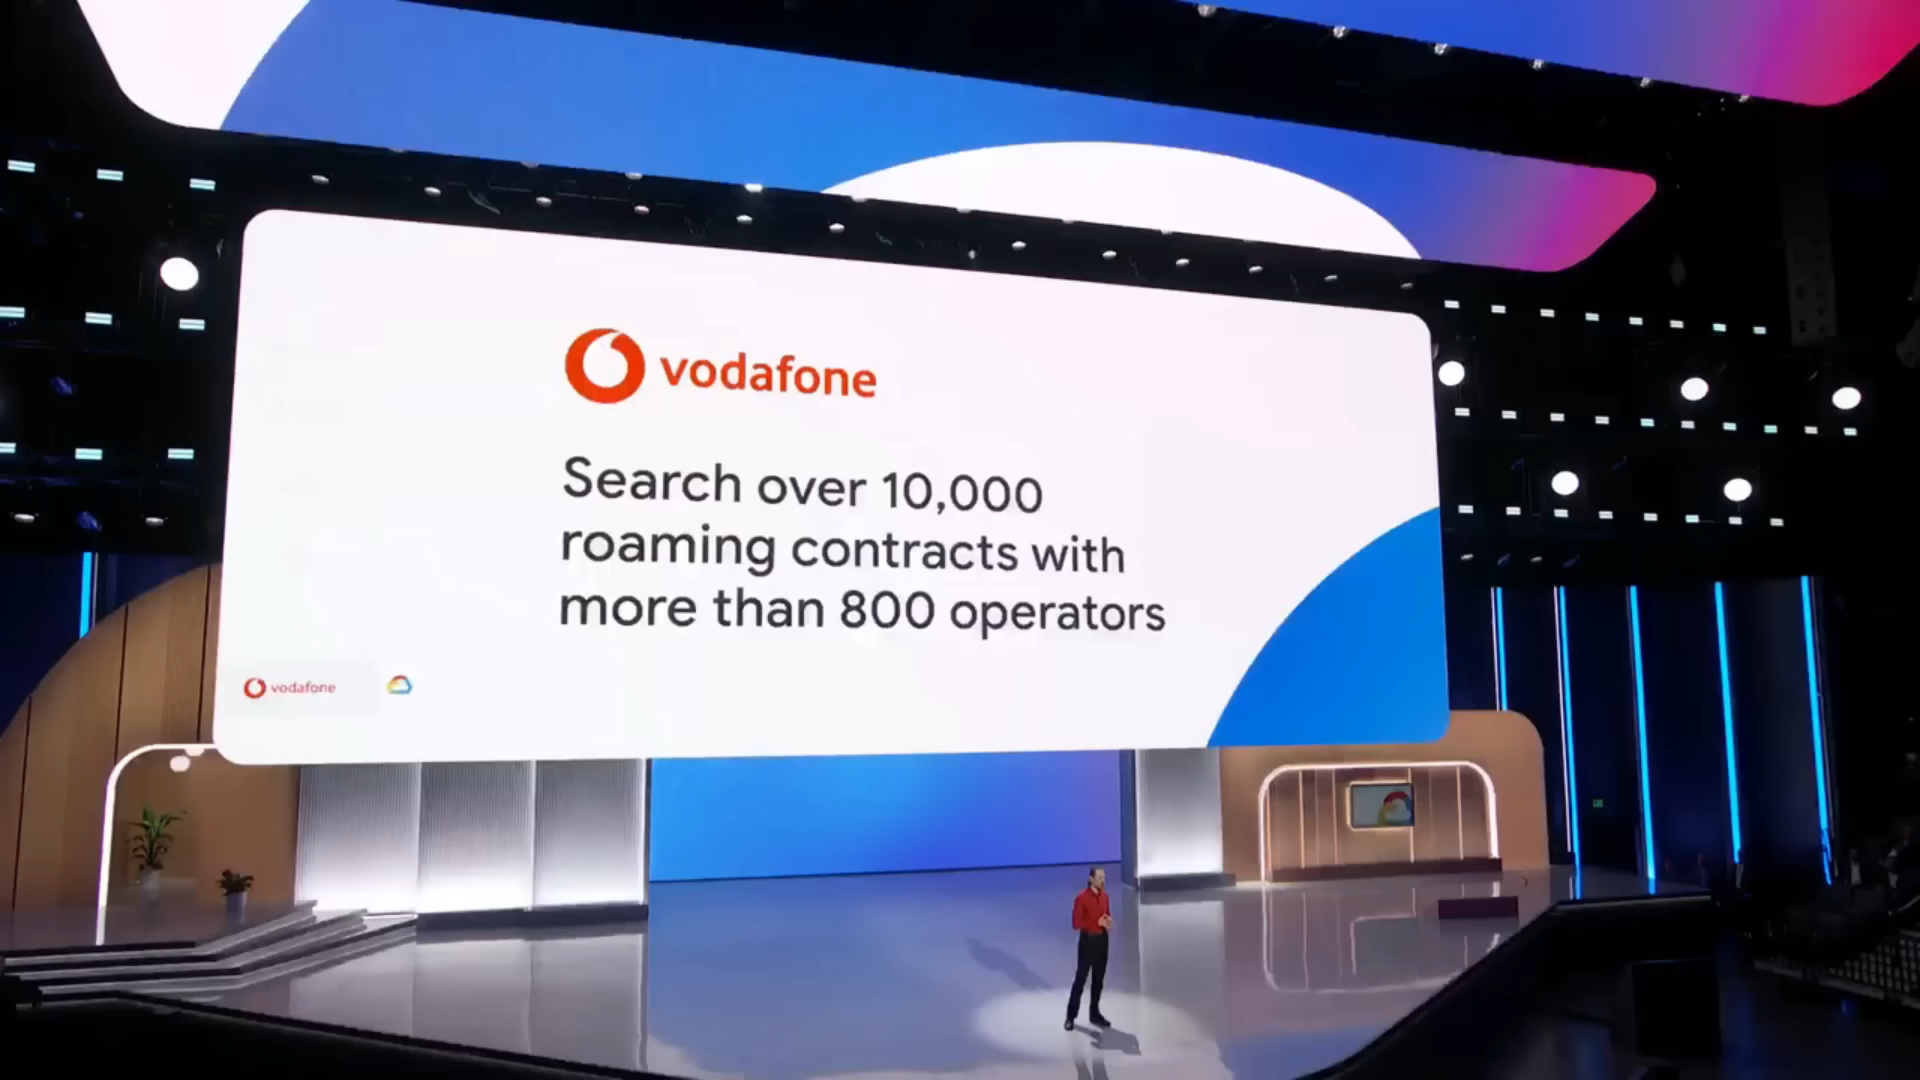 vodafone
Search over 10,000
roaming contracts with
more than 800 operators
vodafone